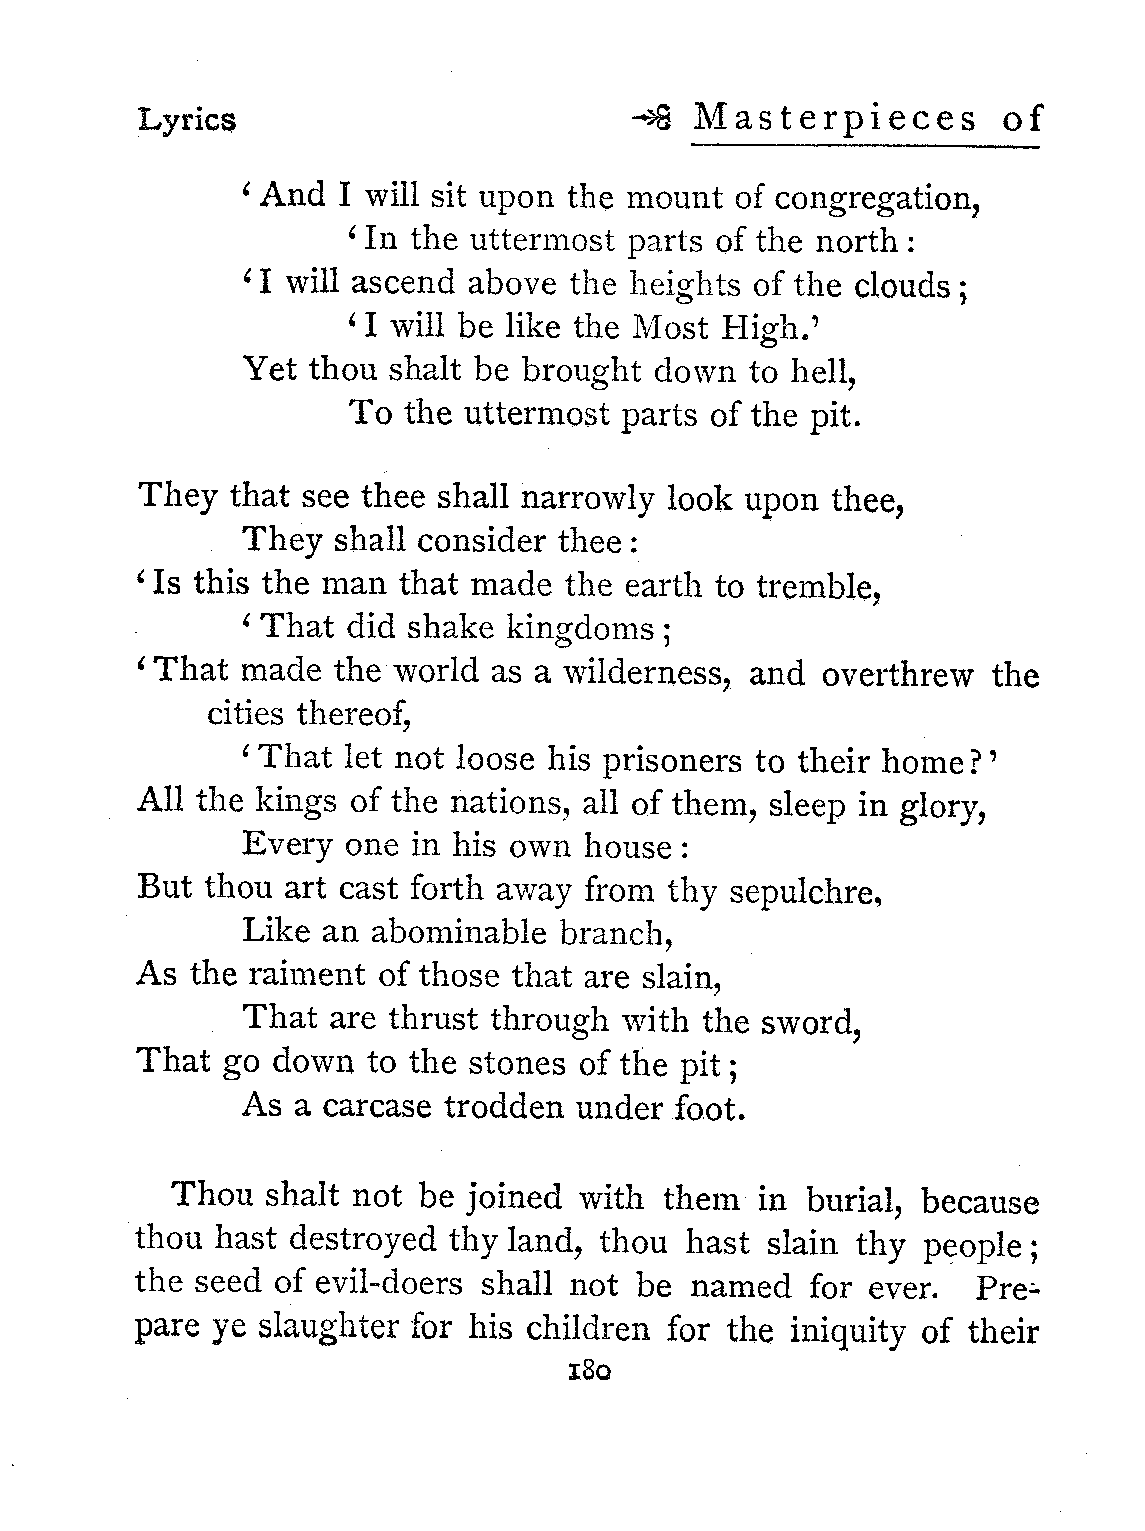 Lyrics Masterpieces of
‘And I will sit upon the mount of congregation,
‘In the uttermost parts of the north :
‘I will ascend above the heights of the clouds ;
‘I will be like the Most High.’
Yet thou shalt be brought down to hell,
To the uttermost parts of the pit.
They that see thee shall narrowly look upon thee,
They shall consider thee :
‘Is this the man that made the earth to tremble,
‘That did shake kingdoms ;
‘That made the world as a wilderness, and overthrew the
cities thereof,
‘That let not loose his prisoners to their home?’
All the kings of the nations, all of them, sleep in glory,
Every one in his own house :
But thou art cast forth away from thy sepulchre,
Like an abominable branch,
As the raiment of those that are slain,
That are thrust through with the sword,
That go down to the stones of the pit ;
As a carcase trodden under foot.
Thou shalt not be joined with them in burial, because
thou hast destroyed thy land, thou hast slain thy people ;
the seed of evil-doers shall not be named for ever. Pre-
pare ye slaughter for his children for the iniquity of their
180